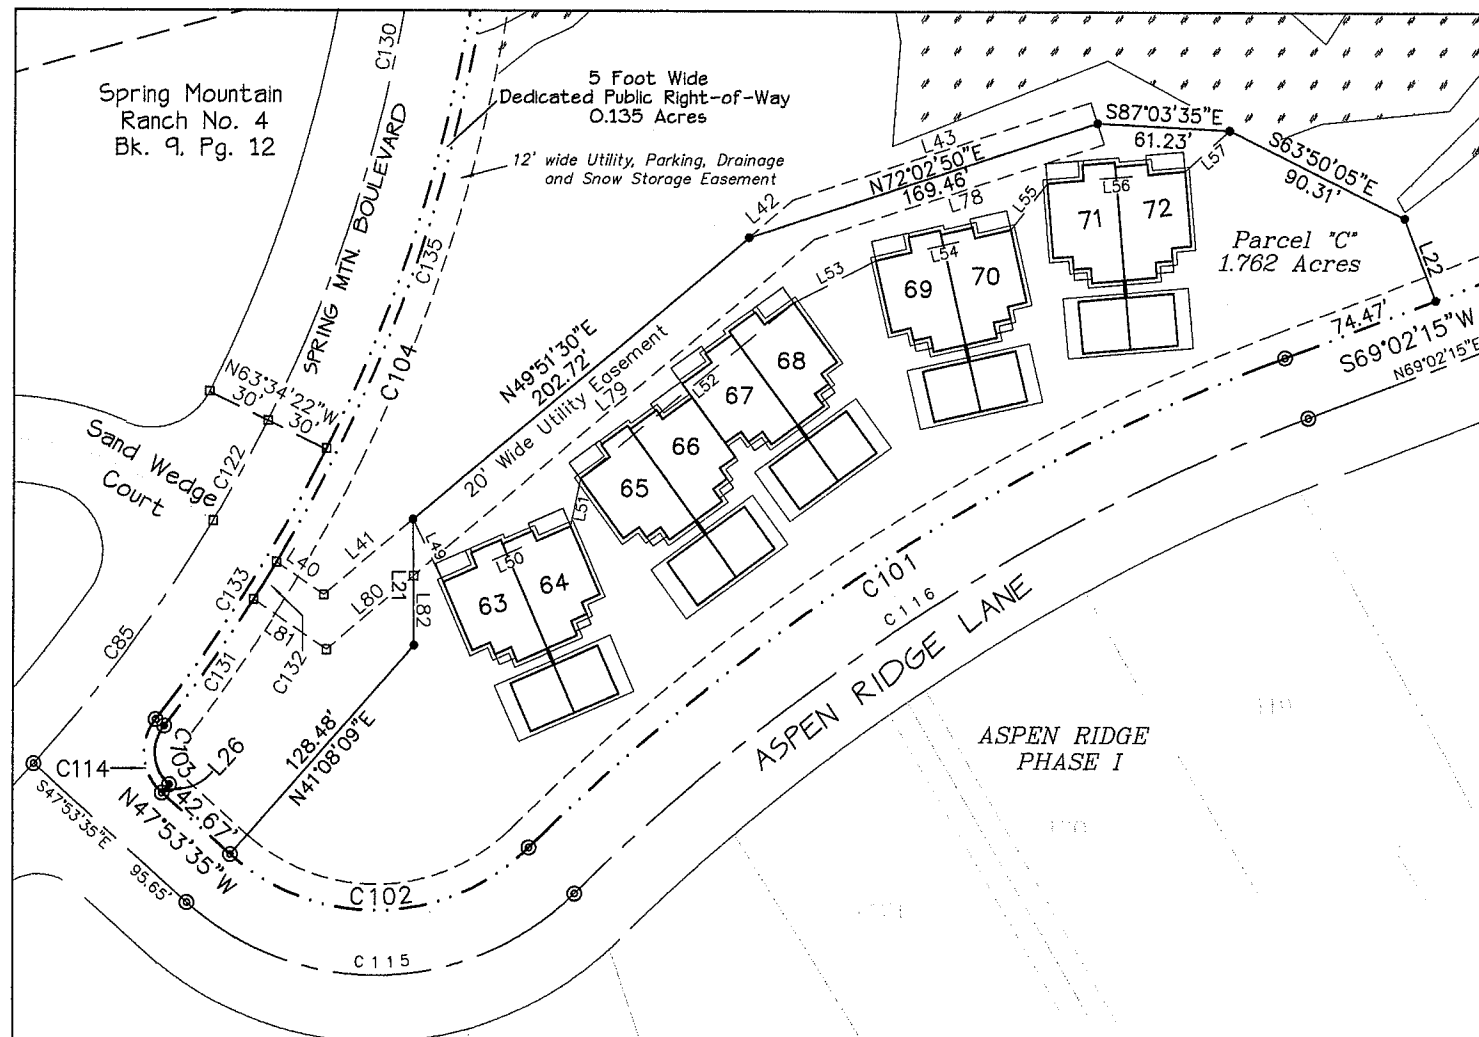 C130
Spring Mountain
Ranch No. 4
Bk. 9, Pg. 12
5 Foot Wide
Dedicated Public Right-of-Way
0.135 Acres
12' wide Utility, Parking, Drainage
and Snow Storage Easement
SPRING MTN. BOULEVARD
C135
C104
N63°34'22"W
30'
30'
Sand Wedge
Court
C122
L42
L43
N72°02'50"E
169.46'
L78
S87°03'35"E
61.23'
L57
S63°50'05"E
90.31'
L22
Parcel "C"
1.762 Acres
L55
L56
71
72
L54
69
70
L53
74.47'
S69°02'15"W
N69°02'15"E
N49°51'30"E
202.72'
20' Wide Utility Easement
L79
L52
67
68
65
66
L51
L50
63
64
L49
L41
L40
L80
L21
L82
L81
C133
C131
C132
C85
C103
L26
C114
42.67'
N47°53'35"W
128.48'
N41°08'09"E
S47°53'35"E
95.65'
C102
C115
C101
C116
ASPEN RIDGE LANE
ASPEN RIDGE
PHASE I